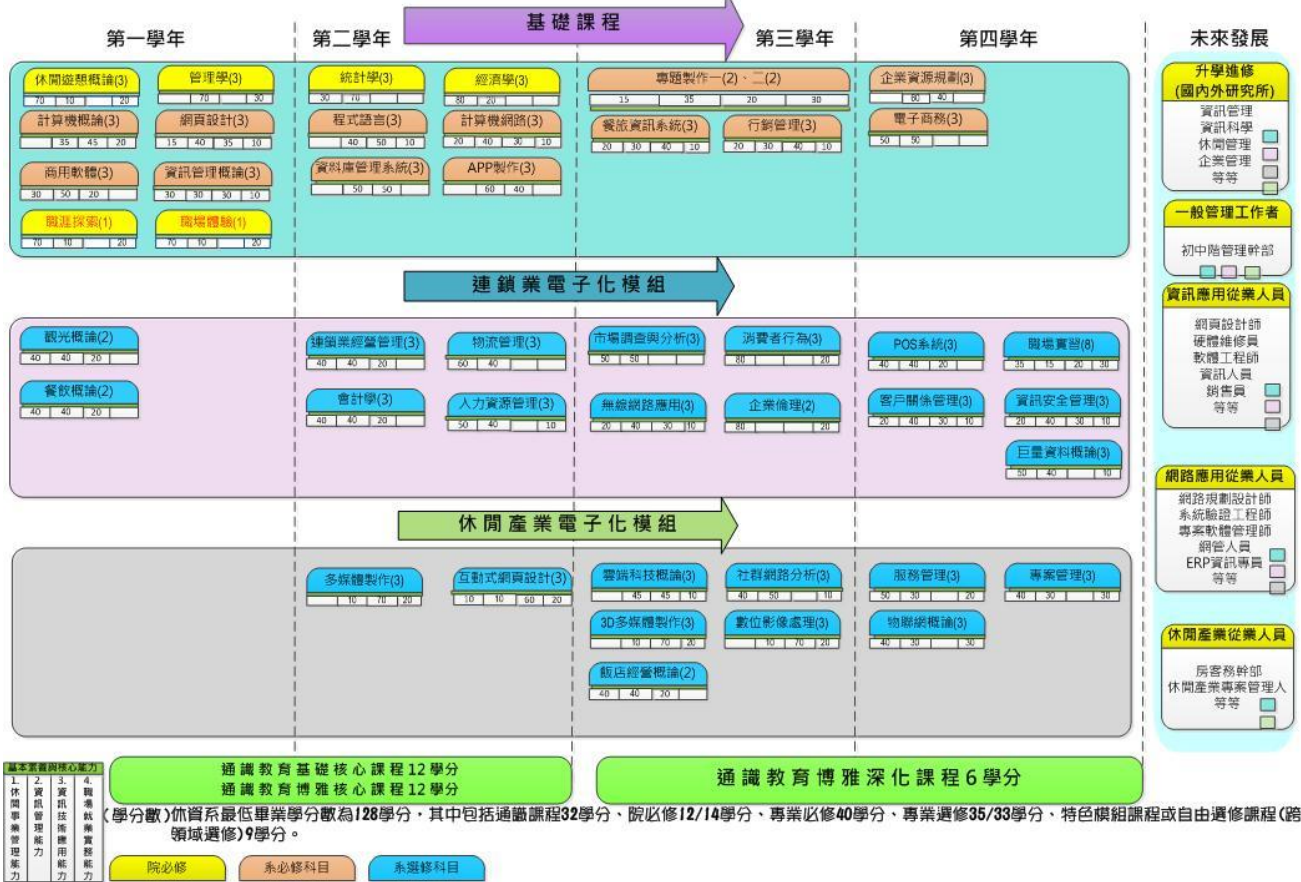 基礎課程
第一學年
第二學年
第三學年
第四學年
未來發展
休閒遊憩概論(3)
70 10 20
管理學(3)
70 30
統計學(3)
30 70
經濟學(3)
80 20
專題製作一(2)、二(2)
15 35 20 30
企業資源規劃(3)
60 40
計算機概論(3)
35 45 20
網頁設計(3)
15 40 35 10
程式語言(3)
40 50 10
計算機網路(3)
20 40 30 10
餐旅資訊系統(3)
20 30 40 10
行銷管理(3)
20 30 40 10
電子商務(3)
50 50
商用軟體(3)
30 50 20
資訊管理概論(3)
30 30 30 10
資料庫管理系統(3)
50 50
APP製作(3)
60 40
職涯探索(1)
70 10 20
職場體驗(1)
70 10 20
連鎖業電子化模組
觀光概論(2)
40 40 20
連鎖業經營管理(3)
40 40 20
物流管理(3)
60 40
市場調查與分析(3)
50 50
消費者行為(3)
80 20
POS系統(3)
40 40 20
職場實習(8)
35 15 20 30
餐飲概論(2)
40 40 20
會計學(3)
40 40 20
人力資源管理(3)
50 40 10
無線網路應用(3)
20 40 30 10
企業倫理(2)
80 20
客戶關係管理(3)
20 40 30 10
資訊安全管理(3)
20 40 30 10
巨量資料概論(3)
50 40 10
休閒產業電子化模組
多媒體製作(3)
10 70 20
互動式網頁設計(3)
10 10 60 20
雲端科技概論(3)
45 45 10
社群網路分析(3)
40 50 10
服務管理(3)
50 30 20
專案管理(3)
40 30 30
3D多媒體製作(3)
10 70 20
數位影像處理(3)
10 70 20
物聯網概論(3)
40 30 30
飯店經營概論(2)
40 40 20
升學進修
(國內外研究所)
資訊管理
資訊科學
休閒管理
企業管理
等等
一般管理工作者
初中階管理幹部
資訊應用從業人員
網頁設計師
硬體維修員
軟體工程師
資訊人員
銷售員
等等
網路應用從業人員
網路規劃設計師
系統驗證工程師
專案軟體管理師
網管人員
ERP資訊專員
等等
休閒產業從業人員
房客務幹部
休閒產業專案管理人
等等
基本素養與核心能力
1.休閒事業管理能力
2.資訊管理能力
3.資訊技術應用能力
4.職場就業實務能力
通識教育基礎核心課程12學分
通識教育博雅核心課程12學分
通識教育博雅深化課程6學分
(學分數)休資系最低畢業學分數為128學分，其中包括通識課程32學分、院必修12/14學分、專業必修40學分、專業選修35/33學分、特色模組課程或自由選修課程(跨
領域選修)9學分。
院必修
系必修科目
系選修科目